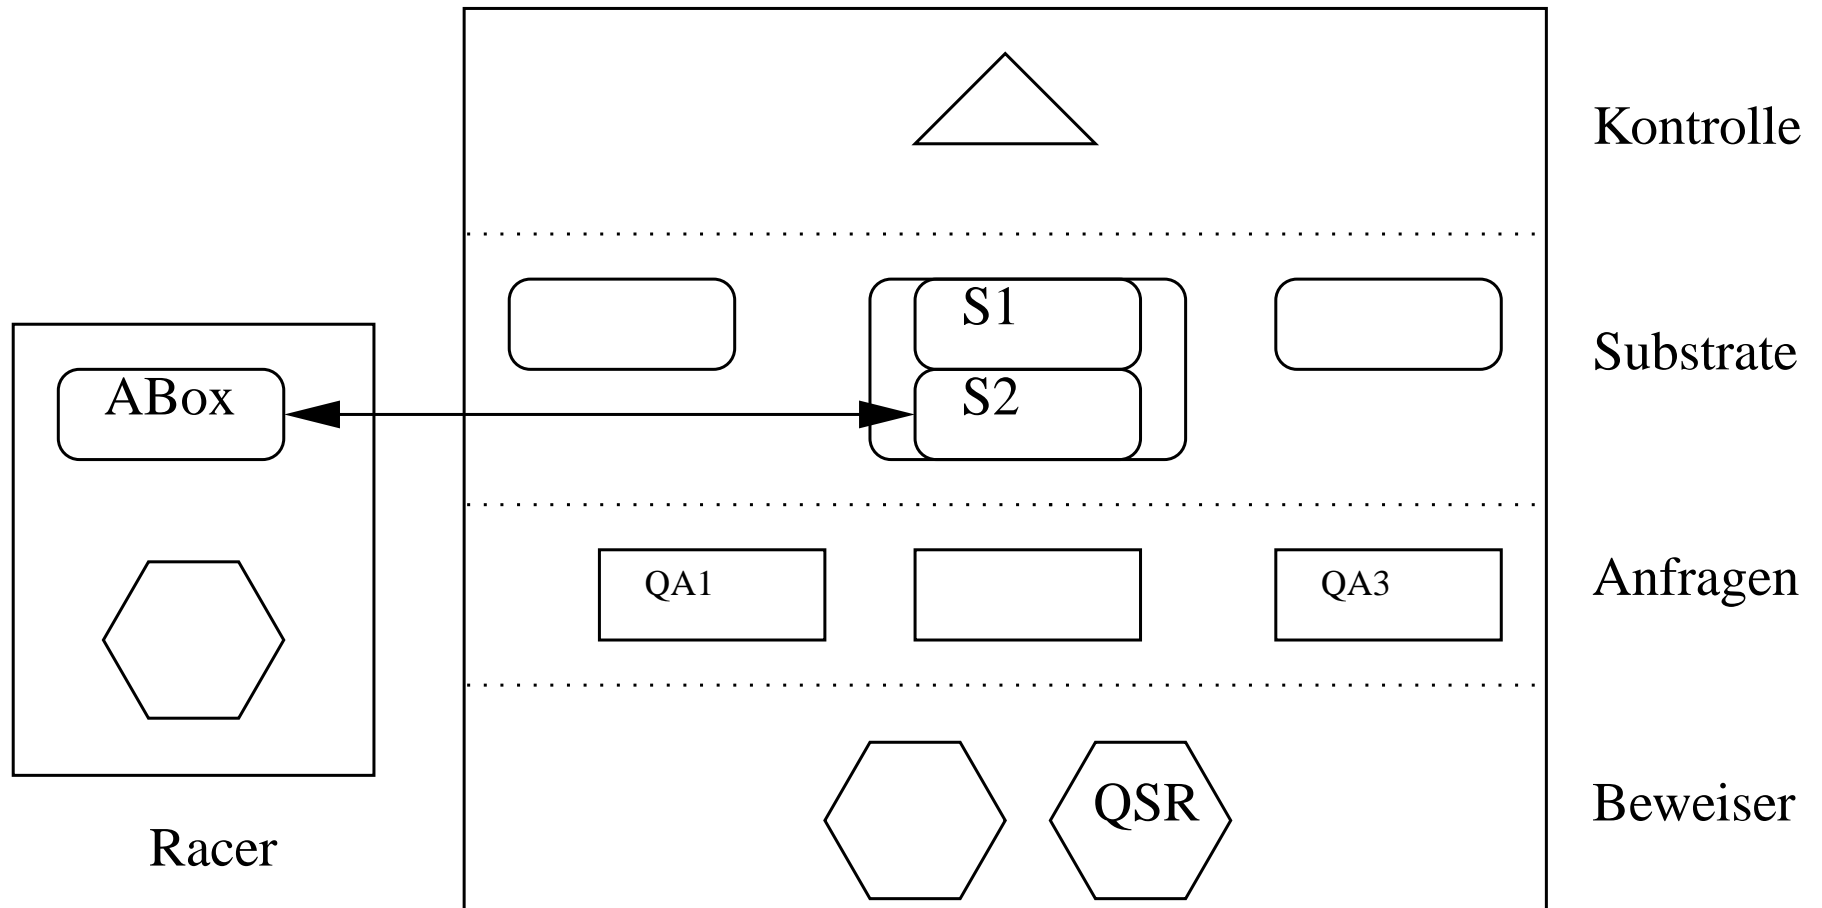 Kontrolle
S1
Substrate
ABox
S2
QA1
QA3
Anfragen
QSR
Beweiser
Racer